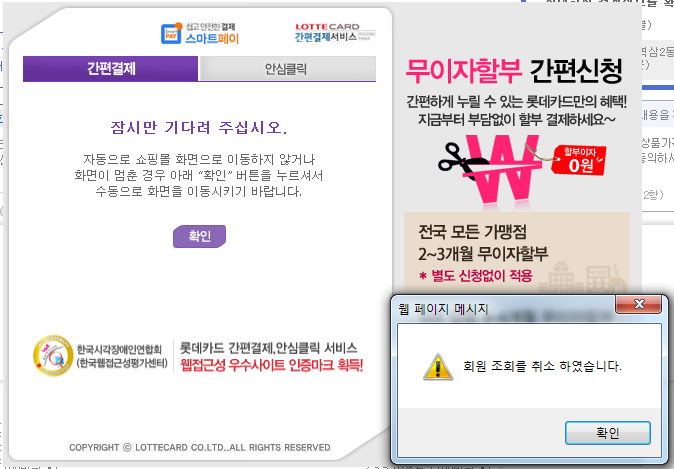 쉽고 안전한 결제
스마트페이
LOTTECARD
간편결제서비스
간편결제
안심클릭
잠시만 기다려 주십시오.
자동으로 쇼핑몰 화면으로 이동하지 않거나
화면이 멈춘 경우 아래 “확인” 버튼을 누르셔서
수동으로 화면을 이동시키기 바랍니다.
확인
한국시각장애인연합회
(한국웹접근성평가센터)
롯데카드 간편결제,안심클릭 서비스
웹접근성 우수사이트 인증마크 획득!
COPYRIGHT ⓒ LOTTECARD CO.LTD..ALL RIGHTS RESERVED
무이자할부 간편신청
간편하게 누릴 수 있는 롯데카드만의 혜택!
지금부터 부담없이 할부 결제하세요~
할부이자
0원
전국 모든 가맹점
2~3개월 무이자할부
* 별도 신청없이 적용
웹 페이지 메시지
회원 조회를 취소 하였습니다.
확인